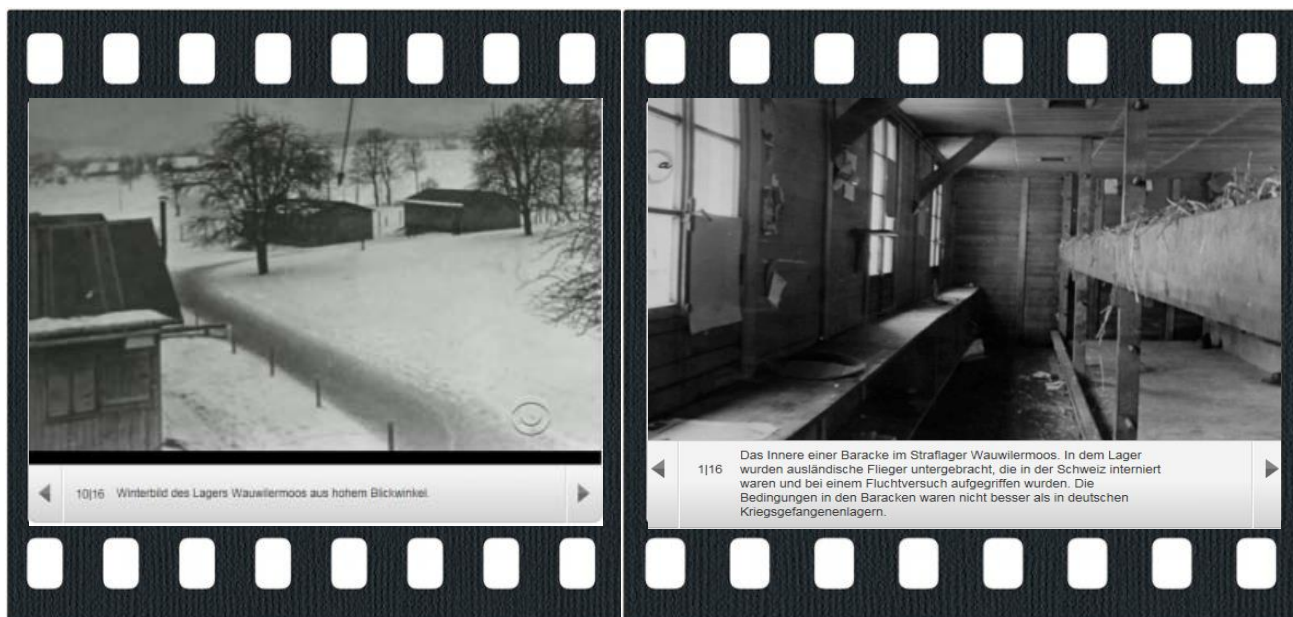 10|16 Winterbild des Lagers Wauwilermoos aus hohem Blickwinkel.
1|16
Das Innere einer Baracke im Straflager Wauwilermoos. In dem Lager
wurden ausländische Flieger untergebracht, die in der Schweiz interniert
waren und bei einem Fluchtversuch aufgegriffen wurden. Die
Bedingungen in den Baracken waren nicht besser als in deutschen
Kriegsgefangenenlagern.